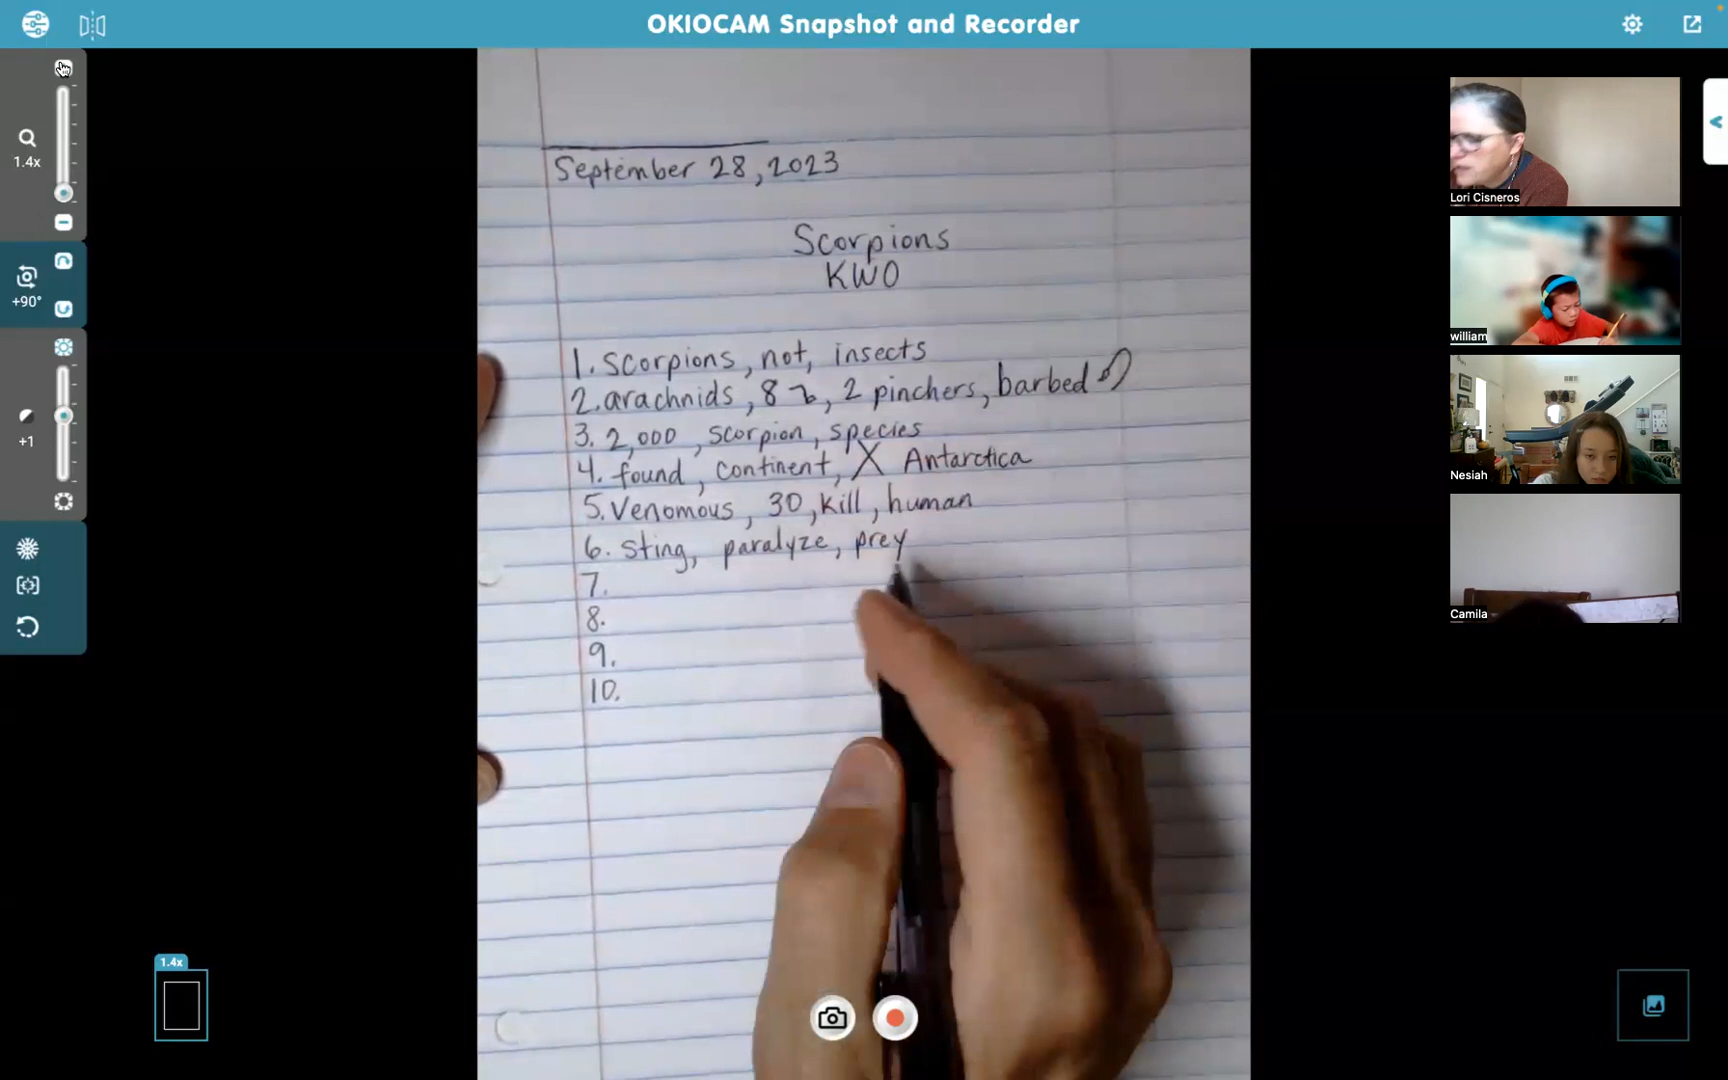 OKIOCAM Snapshot and Recorder
1.4x
+90°
+1
September 28, 2023
Scorpions
KWO
1. scorpions, not, insects
2. arachnids, 8, 2 pinchers, barbed
3. 2,000, scorpion, species
4. found, continent, X Antarctica
5. Venomous, 30, kill, human
6. sting, paralyze, prey
7.
8.
9.
10.
1.4x
Lori Cisneros
william
Nesiah
Camila